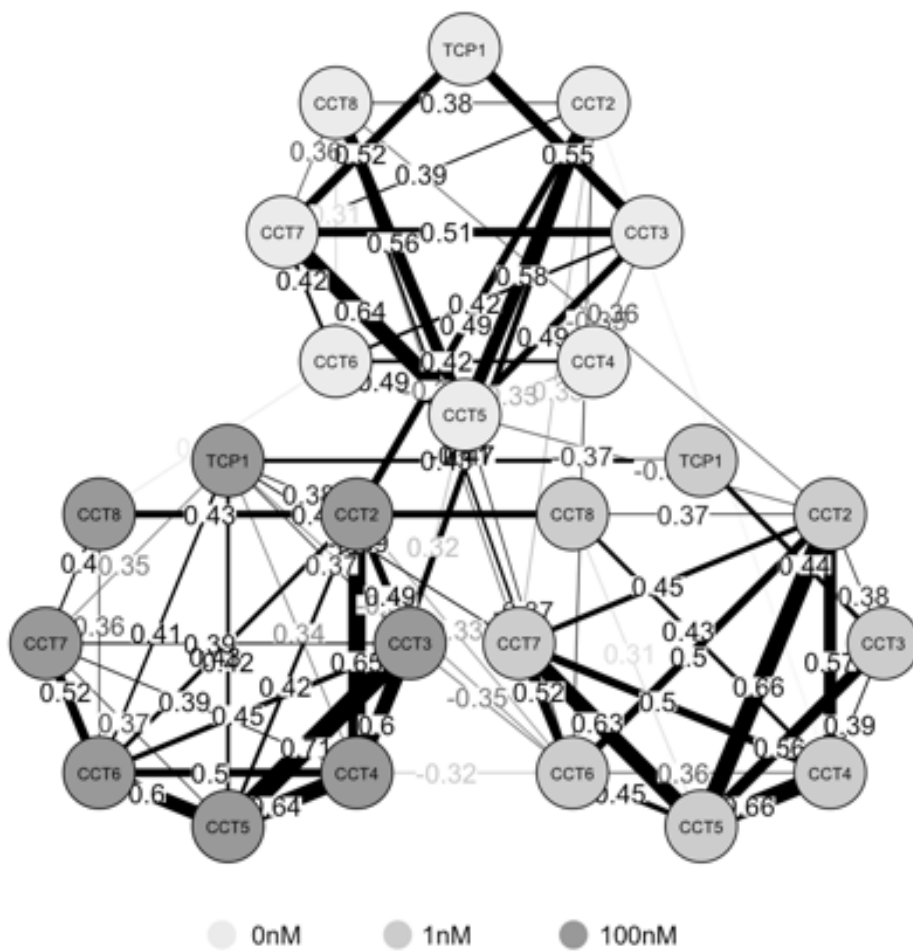 TCP1
CCT8 0.38 CCT2
0.36 0.52 0.55
0.39
0.31
CCT7 0.51 CCT3
0.56
0.42 0.58
0.64 0.42 0.36
0.49 0.49
CCT6 0.42 CCT4
0.49
CCT5
TCP1 -0.37 TCP1
0.38
CCT8 0.43 CCT2 CCT8 0.37 CCT2
0.32
0.35 0.37 0.45 0.44
0.49 0.38
0.36 0.41 0.34 0.43
CCT7 0.39 CCT3 CCT7 0.31 0.5 CCT3
0.65 0.57
0.52 0.39 0.42 -0.35 0.52 0.66 0.5
0.37 0.45 0.6 0.63 0.39
0.71 0.56
CCT6 0.5 CCT4 -0.32 CCT6 0.36 CCT4
0.6 0.64 0.45 0.66
CCT5 CCT5
0nM 1nM 100nM